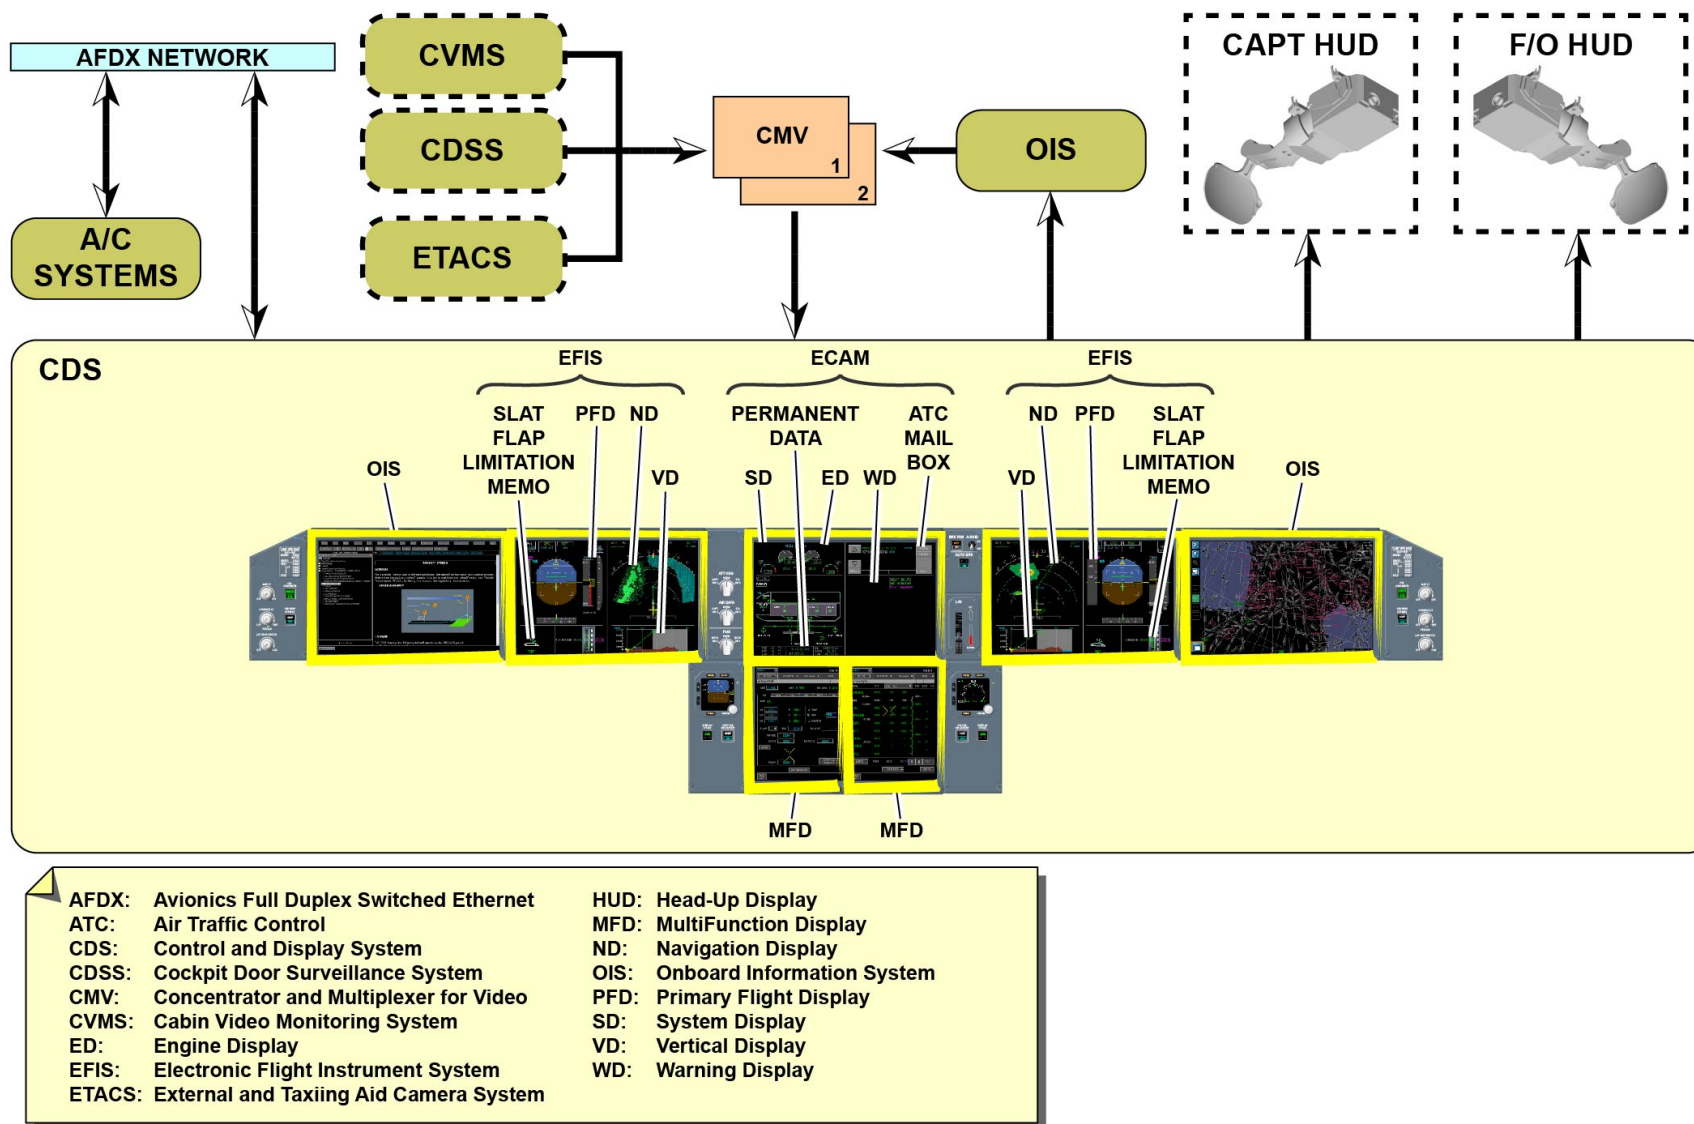 AFDX NETWORK
A/C
SYSTEMS
CVMS
CDSS
ETACS
CMV
1
2
OIS
CAPT HUD
F/O HUD
CDS
EFIS
ECAM
EFIS
SLAT
FLAP
LIMITATION
MEMO
PFD
ND
VD
OIS
PERMANENT
DATA
ATC
MAIL
BOX
SD
ED
WD
ND
PFD
SLAT
FLAP
LIMITATION
MEMO
VD
OIS
MFD
MFD
AFDX: Avionics Full Duplex Switched Ethernet
ATC: Air Traffic Control
CDS: Control and Display System
CDSS: Cockpit Door Surveillance System
CMV: Concentrator and Multiplexer for Video
CVMS: Cabin Video Monitoring System
ED: Engine Display
EFIS: Electronic Flight Instrument System
ETACS: External and Taxiing Aid Camera System
HUD: Head-Up Display
MFD: MultiFunction Display
ND: Navigation Display
OIS: Onboard Information System
PFD: Primary Flight Display
SD: System Display
VD: Vertical Display
WD: Warning Display